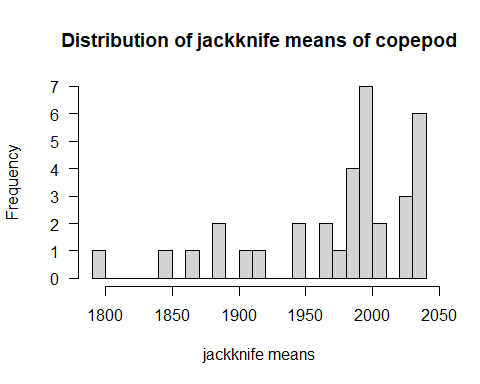 Distribution of jackknife means of copepod
Frequency
7
6
5
4
3
2
1
0
1800 1850 1900 1950 2000 2050
jackknife means